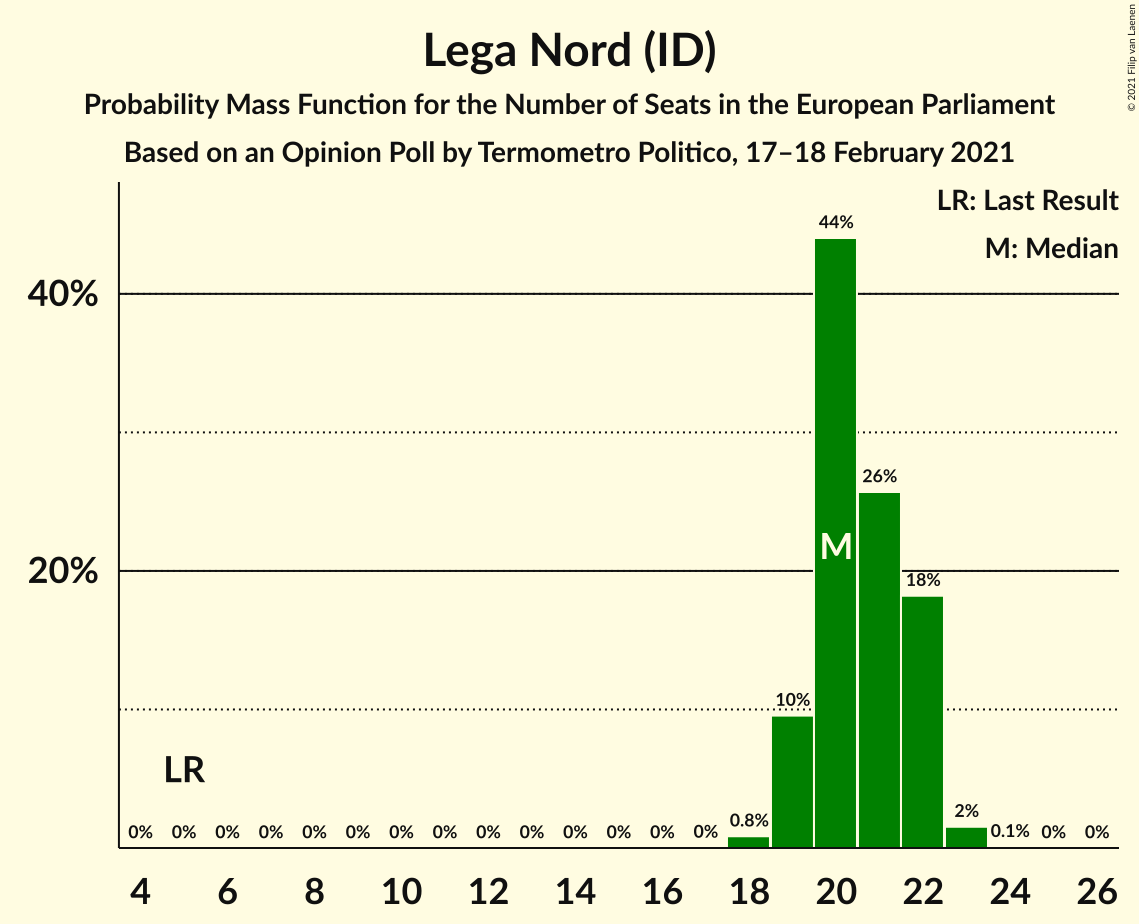 Lega Nord (ID)
Probability Mass Function for the Number of Seats in the European Parliament
Based on an Opinion Poll by Termometro Politico, 17–18 February 2021
© 2021 Filip van Laenen
LR: Last Result
M: Median
44%
40%
26%
M
20%
18%
10%
LR
0% 0% 0% 0% 0% 0% 0% 0% 0% 0% 0% 0% 0% 0% 0.8% 2% 0.1% 0% 0%
4 6 8 10 12 14 16 18 20 22 24 26